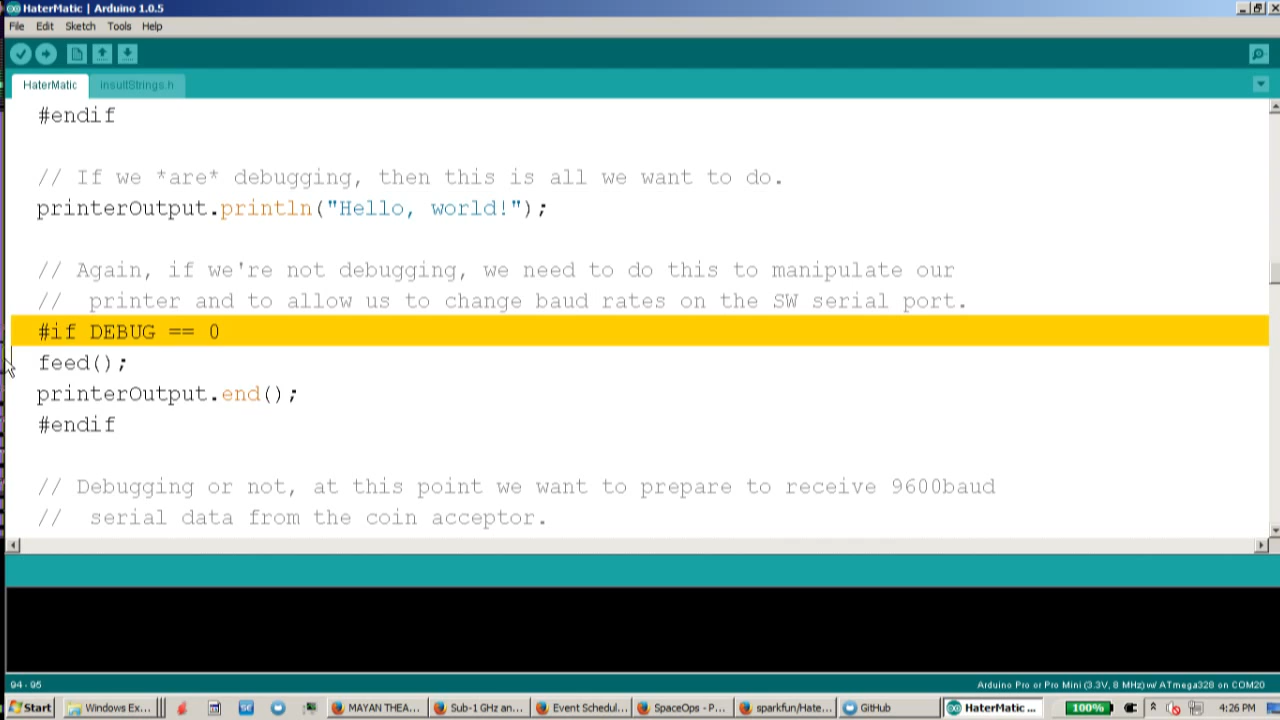 HaterMatic | Arduino 1.0.5
File Edit Sketch Tools Help
HaterMatic insultStrings.h
#endif
// If we *are* debugging, then this is all we want to do.
printerOutput.println("Hello, world!");
// Again, if we're not debugging, we need to do this to manipulate our
// printer and to allow us to change baud rates on the SW serial port.
#if DEBUG == 0
feed();
printerOutput.end();
#endif
// Debugging or not, at this point we want to prepare to receive 9600baud
// serial data from the coin acceptor.
94 - 95
Arduino Pro or Pro Mini (3.3V, 8 MHz) w/ ATmega328 on COM20
Start Windows Ex... MAYAN THEA... Sub-1 GHz an... Event Schedul... SpaceOps - P... sparkfun/Hate... GitHub HaterMatic ... 100% 4:26 PM